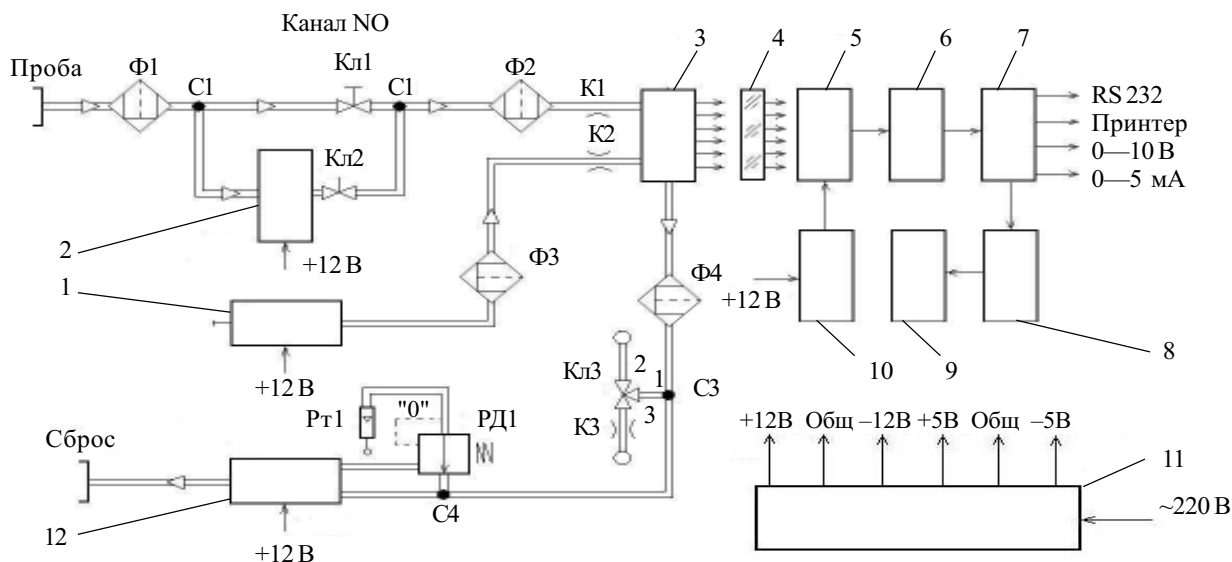 Канал NO
3
4
5
6
7
Проба
Ф1
С1
Кл1
С1
Ф2
К1
К2
RS 232
Принтер
0—10 В
0—5 мА
Кл2
2
+12 В
1
Ф3
Ф4
+12 В
+12 В
10
9
8
Кл3
2
1
3
С3
К3
Рт1
"0"
РД1
+12В
Общ
–12В
+5В
Общ
–5В
11
~220 В
Сброс
12
С4
+12 В